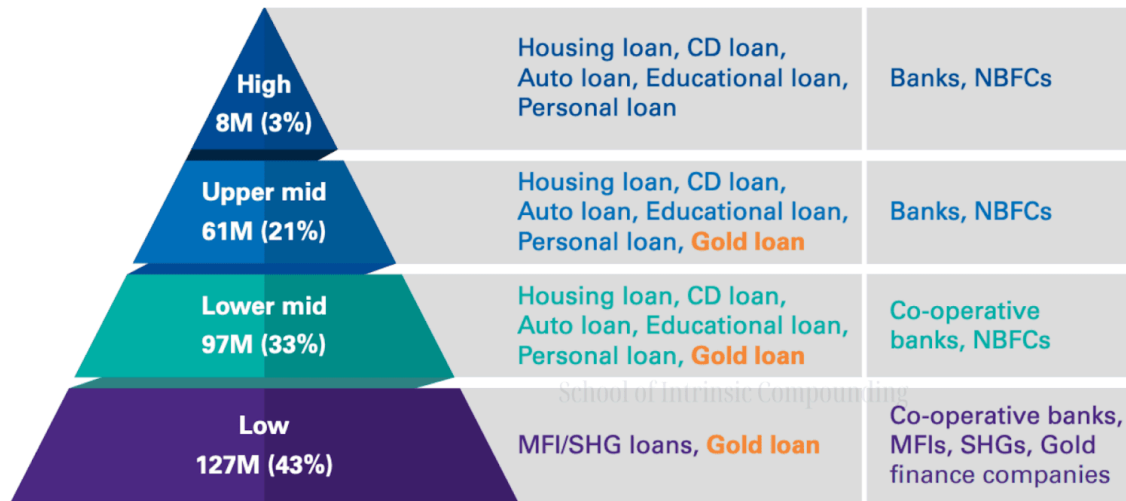 High
8M (3%)
Housing loan, CD loan,
Auto loan, Educational loan,
Personal loan
Banks, NBFCs
Upper mid
61M (21%)
Housing loan, CD loan,
Auto loan, Educational loan,
Personal loan, Gold loan
Banks, NBFCs
Lower mid
97M (33%)
Housing loan, CD loan,
Auto loan, Educational loan,
Personal loan, Gold loan
Co-operative
banks, NBFCs
School of Intrinsic Compounding
Low
127M (43%)
MFI/SHG loans, Gold loan
Co-operative banks,
MFIs, SHGs, Gold
finance companies